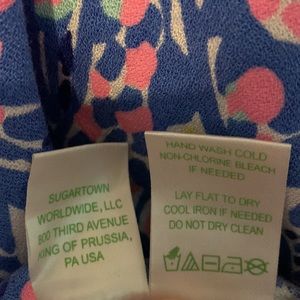 SUGARTOWN
WORLDWIDE, LLC
800 THIRD AVENUE
KING OF PRUSSIA,
PA USA
HAND WASH COLD
NON-CHLORINE BLEACH
IF NEEDED
LAY FLAT TO DRY
COOL IRON IF NEEDED
DO NOT DRY CLEAN